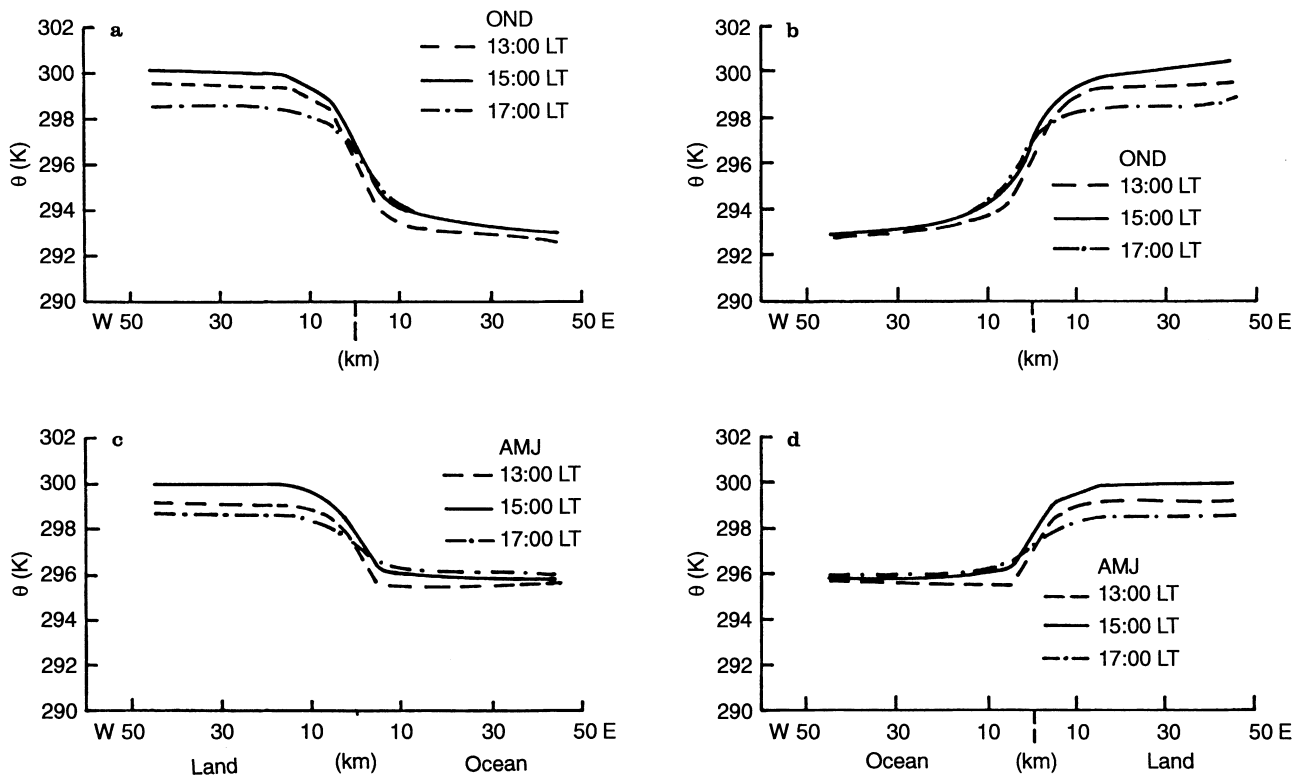 a
OND
13:00 LT
15:00 LT
17:00 LT
302
300
298
296
294
292
290
θ (K)
W 50 30 10 10 30 50 E
(km)
b
OND
13:00 LT
15:00 LT
17:00 LT
302
300
298
296
294
292
290
θ (K)
W 50 30 10 10 30 50 E
(km)
c
AMJ
13:00 LT
15:00 LT
17:00 LT
302
300
298
296
294
292
290
θ (K)
W 50 30 10 10 30 50 E
Land (km) Ocean
d
AMJ
13:00 LT
15:00 LT
17:00 LT
302
300
298
296
294
292
290
θ (K)
W 50 30 10 10 30 50 E
Ocean (km) Land